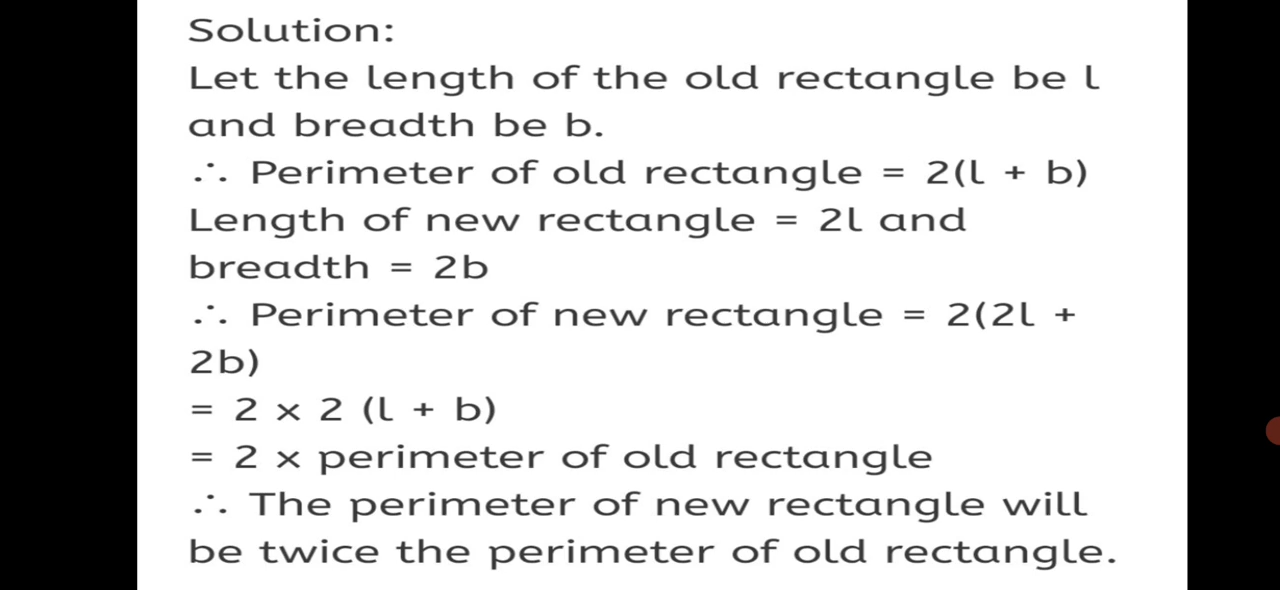 Solution:
Let the length of the old rectangle be l
and breadth be b.
∴ Perimeter of old rectangle = 2(l + b)
Length of new rectangle = 2l and
breadth = 2b
∴ Perimeter of new rectangle = 2(2l +
2b)
= 2 × 2 (l + b)
= 2 × perimeter of old rectangle
∴ The perimeter of new rectangle will
be twice the perimeter of old rectangle.